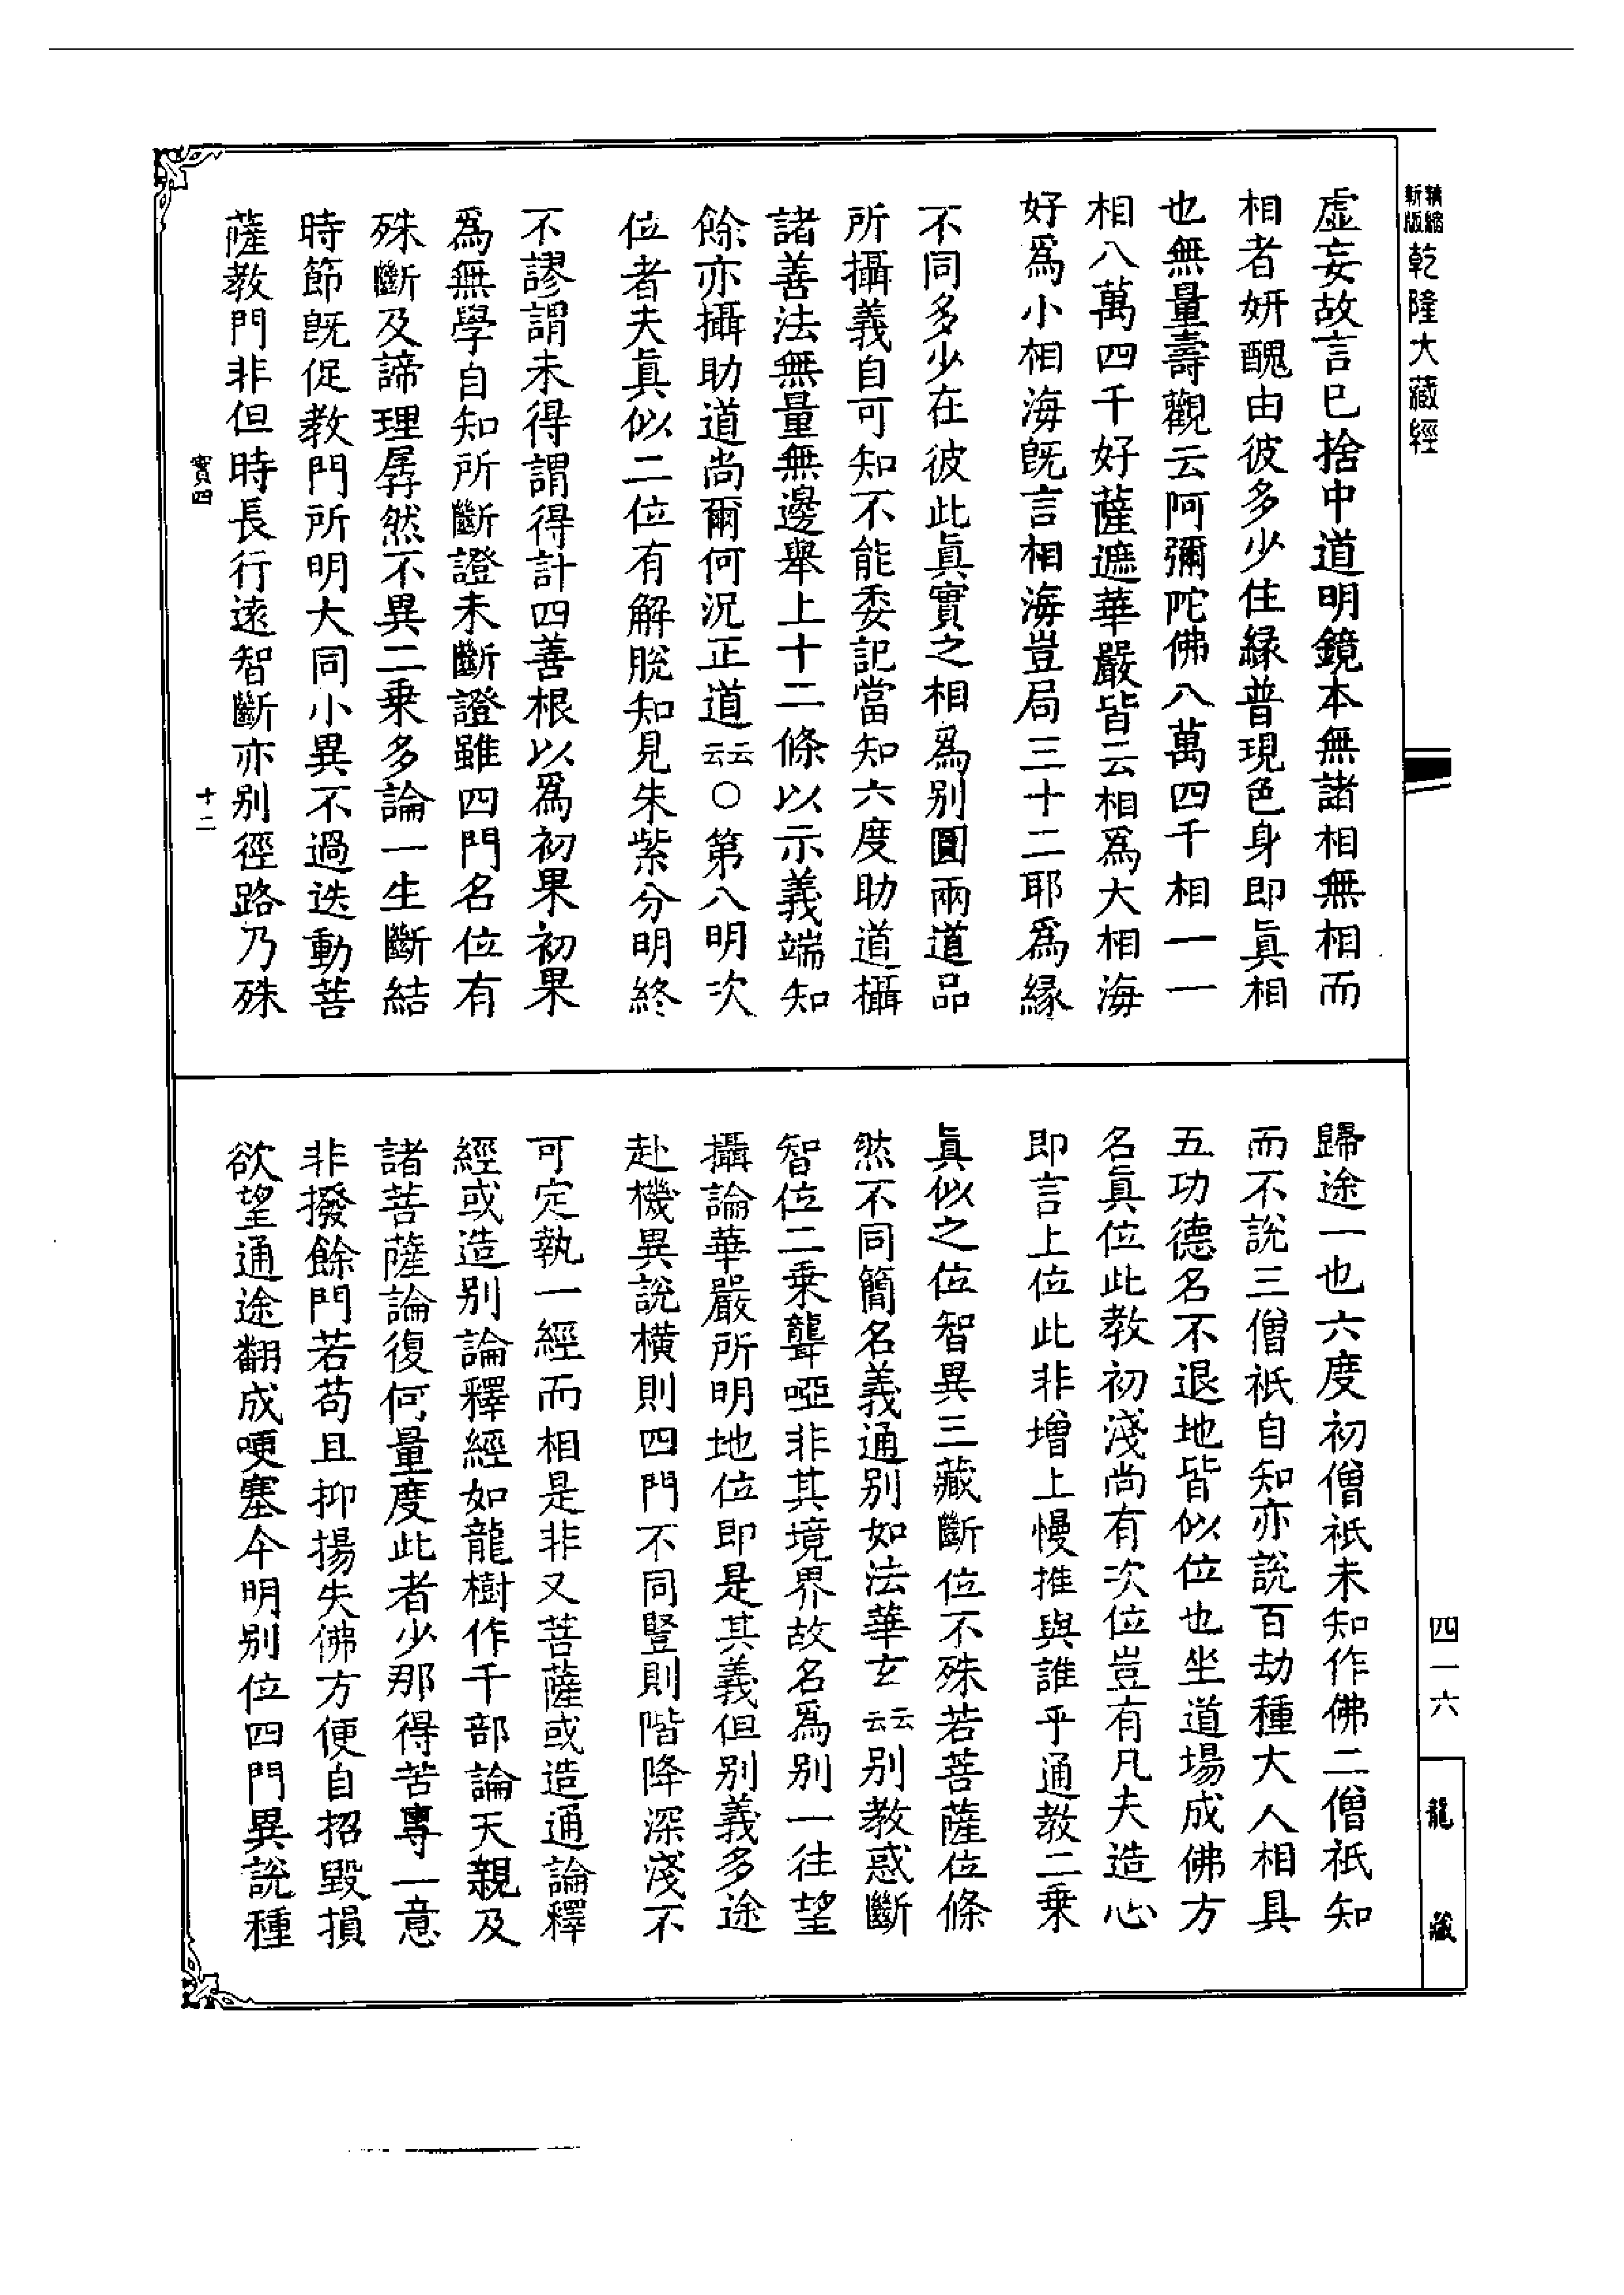 精縮新版乾隆大藏經
虛妄故言已捨中道明鏡本無諸相無相而
相者妍醜由彼多少住緣普現色身即眞相
也無量壽觀云阿彌陀佛八萬四千相一一
相八萬四千好薩遮華嚴皆云相爲大相海
好爲小相海既言相海豈局三十二耶爲緣
不同多少在彼此眞實之相爲別圓兩道品
所攝義自可知不能委記當知六度助道攝
諸善法無量無邊舉上十二條以示義端知
餘亦攝助道尚爾何況正道云云○第八明次
位者夫眞似二位有解脫知見朱紫分明終
不謬謂未得謂得計四善根以爲初果初果
爲無學自知所斷證未斷證雖四門名位有
殊斷及諦理孱然不異二乗多論一生斷結
時節既促教門所明大同小異不過迭動菩
薩教門非但時長行遠智斷亦別徑路乃殊
實四
十二
歸途一也六度初僧祇未知作佛二僧祇知
而不說三僧祇自知亦說百劫種大人相具
五功德名不退地皆似位也坐道場成佛方
名眞位此教初淺尚有次位豈有凡夫造心
即言上位此非增上慢推與誰乎通教二乗
眞似之位智異三藏斷位不殊若菩薩位條
然不同簡名義通別如法華玄云云別教惑斷
智位二乗聾啞非其境界故名爲別一往望
攝論華嚴所明地位即是其義但別義多途
赴機異說橫則四門不同豎則階降深淺不
可定執一經而相是非又菩薩或造通論釋
經或造別論釋經如龍樹作千部論天親及
諸菩薩論復何量度此者少那得苦專一意
非撥餘門若苟且抑揚失佛方便自招毀損
欲望通途翻成哽塞今明別位四門異說種
四一六
龍藏